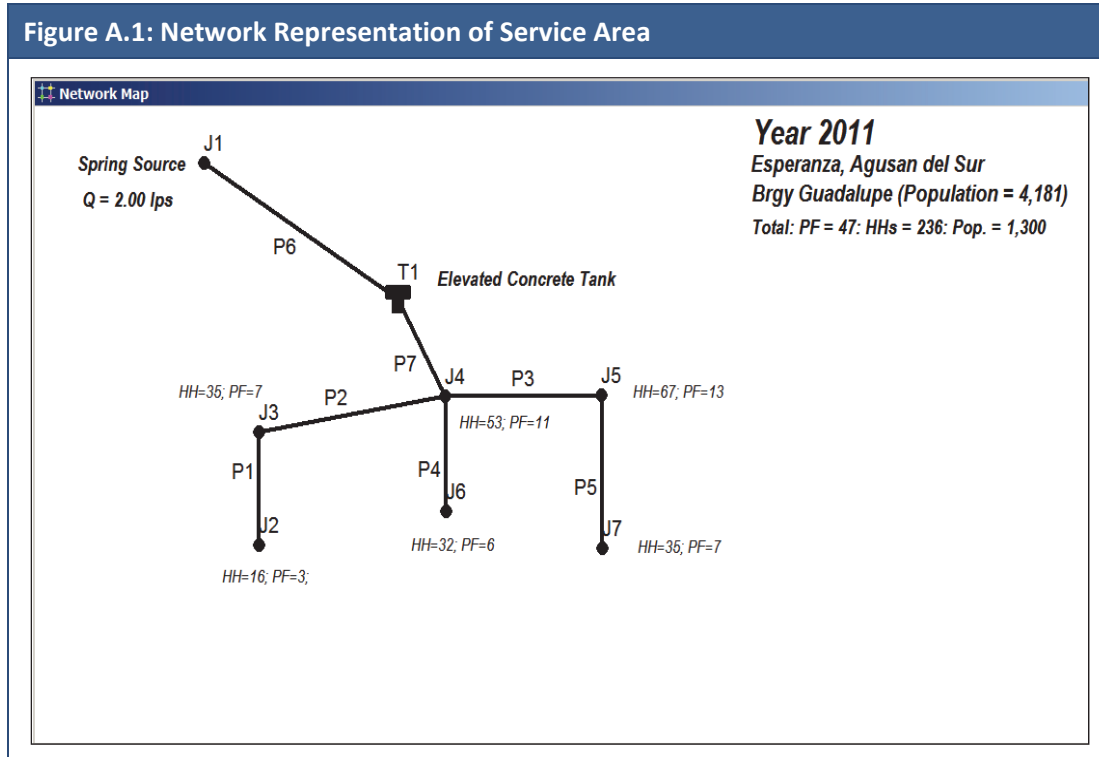 Figure A.1: Network Representation of Service Area
Network Map
Year 2011
Esperanza, Agusan del Sur
Brgy Guadalupe (Population = 4,181)
Total: PF = 47: HHs = 236: Pop. = 1,300
J1
Spring Source
Q = 2.00 lps
P6
T1
Elevated Concrete Tank
P7
J4
P3
J5
HH=35; PF=7
P2
HH=67; PF=13
J3
HH=53; PF=11
P1
P4
P5
J6
J2
J7
HH=32; PF=6
HH=35; PF=7
HH=16; PF=3;